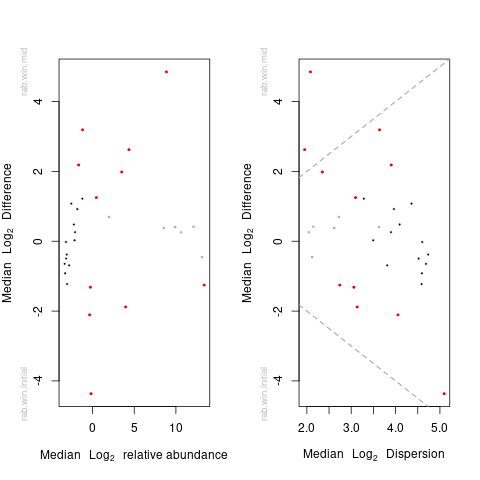 rab.win.mid
rab.win.initial
Median Log2 Difference
4
2
0
-2
-4
0 5 10
Median Log2 relative abundance
rab.win.mid
rab.win.initial
Median Log2 Difference
4
2
0
-2
-4
2.0 3.0 4.0 5.0
Median Log2 Dispersion